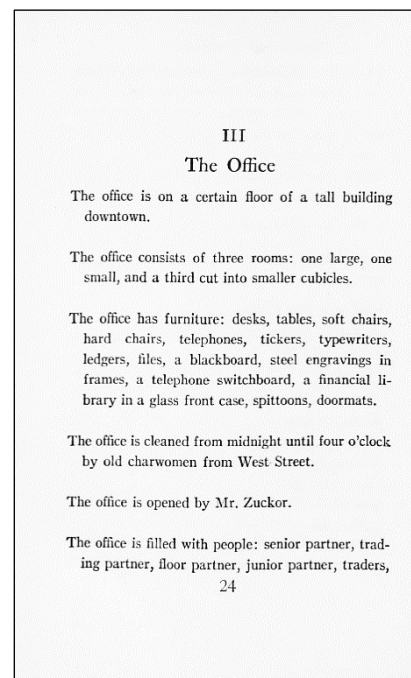 III
The Office
The office is on a certain floor of a tall building
downtown.
The office consists of three rooms: one large, one
small, and a third cut into smaller cubicles.
The office has furniture: desks, tables, soft chairs,
hard chairs, telephones, tickers, typewriters,
ledgers, files, a blackboard, steel engravings in
frames, a telephone switchboard, a financial li-
brary in a glass front case, spittoons, doormats.
The office is cleaned from midnight until four o'clock
by old charwomen from West Street.
The office is opened by Mr. Zuckor.
The office is filled with people: senior partner, trad-
ing partner, floor partner, junior partner, traders,
24